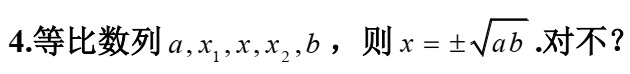 4.等比数列 a, x₁, x, x₂, b ，则 x = ±√ab .对不?